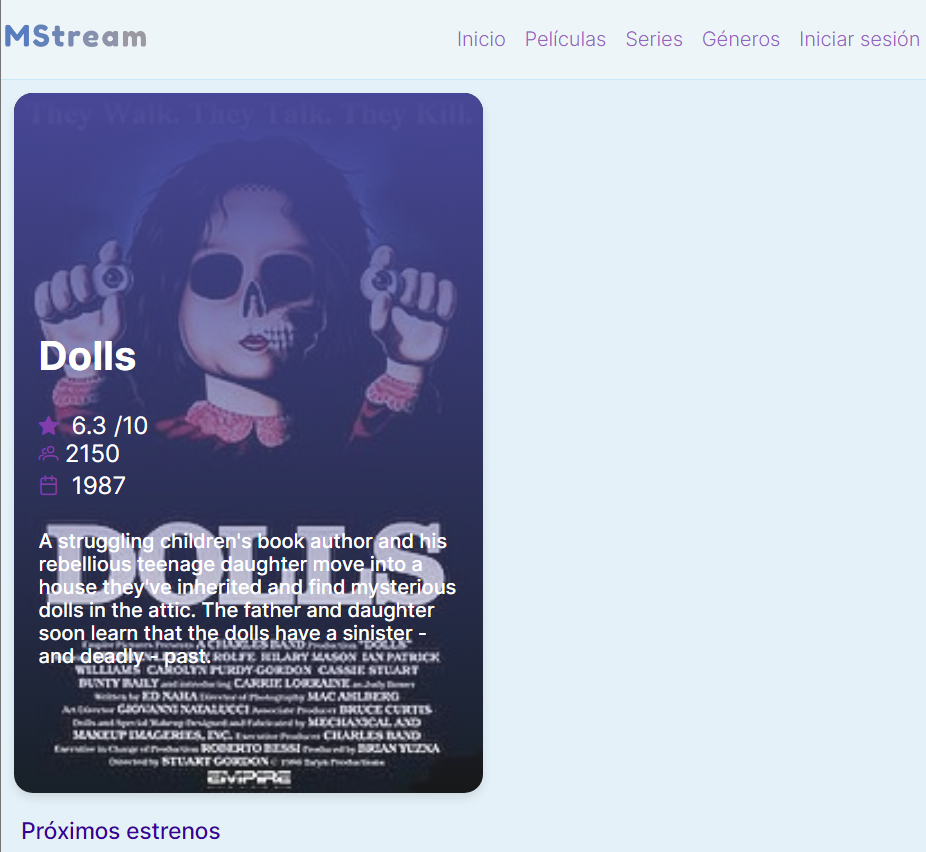 MStream
Inicio Películas Series Géneros Iniciar sesión
They Walk. They Talk. They Kill.
Dolls
6.3 /10
2150
1987
DOLLS
A struggling children's book author and his
rebellious teenage daughter move into a
house they've inherited and find mysterious
dolls in the attic. The father and daughter
soon learn that the dolls have a sinister -
and deadly - past.
Empire Pictures Presents A CHARLES BAND Production "DOLLS"
ROLFE HILARY MASON IAN PATRICK
WILLIAMS CAROLYN PURDY-GORDON CASSIE STUART
BUNTY BAILY and introducing CARRIE LORRAINE as Judy Bower
Written by ED NAHA Director of Photography MAC AHLBERG
Art Director GIOVANNI NATALUCCI Associate Producer BRUCE CURTIS
Dolls and Special Makeup Designed and Fabricated by MECHANICAL AND
MAKEUP IMAGERIES, INC. Executive Producer CHARLES BAND
Executive in Charge of Production ROBERTO BESSI Produced by BRIAN YUZNA
Directed by STUART GORDON © 1986 Taryn Productions
EMPIRE
Próximos estrenos